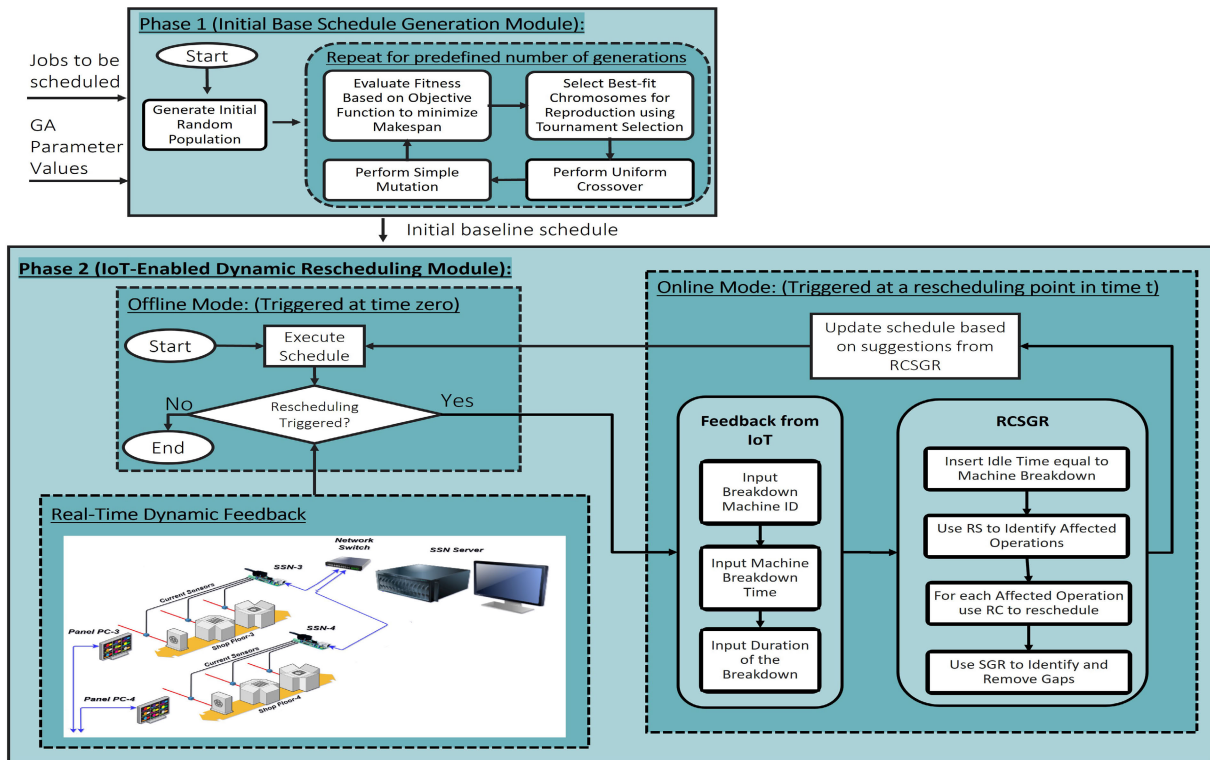 Phase 1 (Initial Base Schedule Generation Module):
Jobs to be
scheduled
GA
Parameter
Values
Start
Generate Initial
Random
Population
Repeat for predefined number of generations
Evaluate Fitness
Based on Objective
Function to minimize
Makespan
Select Best-fit
Chromosomes for
Reproduction using
Tournament Selection
Perform Simple
Mutation
Perform Uniform
Crossover
Initial baseline schedule
Phase 2 (IoT-Enabled Dynamic Rescheduling Module):
Offline Mode: (Triggered at time zero)
Start
Execute
Schedule
Rescheduling
Triggered?
No
Yes
End
Online Mode: (Triggered at a rescheduling point in time t)
Update schedule based
on suggestions from
RCSGR
Feedback from
IoT
Input
Breakdown
Machine ID
Input Machine
Breakdown
Time
Input Duration
of the
Breakdown
RCSGR
Insert Idle Time equal to
Machine Breakdown
Use RS to Identify Affected
Operations
For each Affected Operation
use RC to reschedule
Use SGR to Identify and
Remove Gaps
Real-Time Dynamic Feedback
Network
Switch
SSN Server
SSN-3
Current Sensors
Panel PC-3
Shop Floor-3
SSN-4
Current Sensors
Panel PC-4
Shop Floor-4